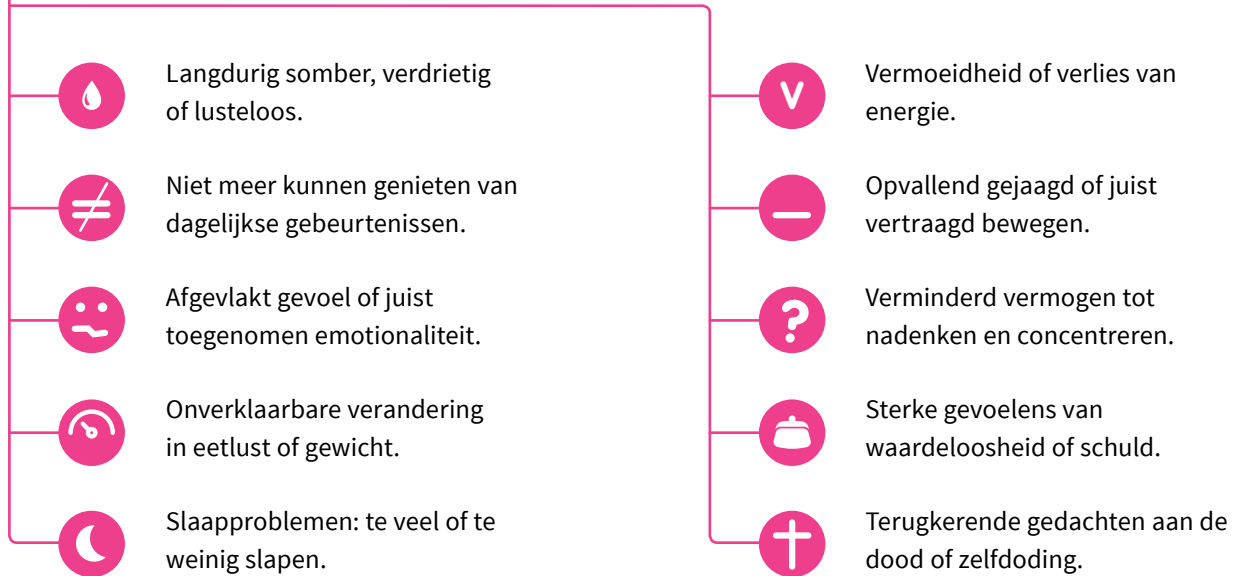 Langdurig somber, verdrietig
of lusteloos.
Niet meer kunnen genieten van
dagelijkse gebeurtenissen.
Afgevlakt gevoel of juist
toegenomen emotionaliteit.
Onverklaarbare verandering
in eetlust of gewicht.
Slaapproblemen: te veel of te
weinig slapen.
V
Vermoeidheid of verlies van
energie.
Opvallend gejaagd of juist
vertraagd bewegen.
?
Verminderd vermogen tot
nadenken en concentreren.
Sterke gevoelens van
waardeloosheid of schuld.
Terugkerende gedachten aan de
dood of zelfdoding.